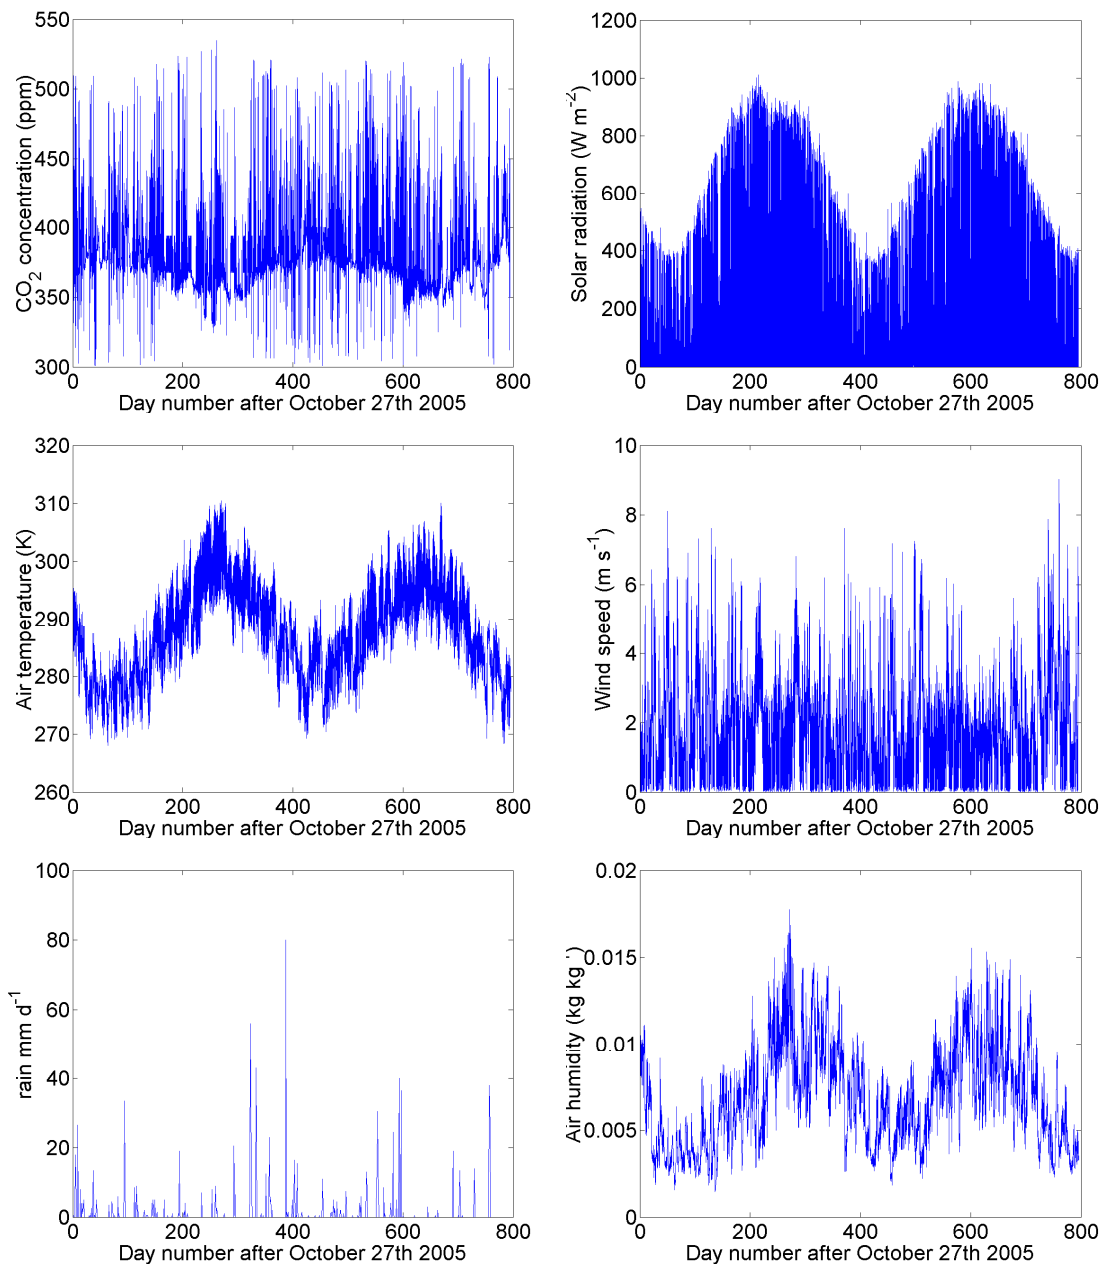 550
500
450
400
350
300
CO2 concentration (ppm)
0 200 400 600 800
Day number after October 27th 2005
1200
1000
800
600
400
200
0
Solar radiation (W m-2)
0 200 400 600 800
Day number after October 27th 2005
320
310
300
290
280
270
260
Air temperature (K)
0 200 400 600 800
Day number after October 27th 2005
10
8
6
4
2
0
Wind speed (m s-1)
0 200 400 600 800
Day number after October 27th 2005
100
80
60
40
20
0
rain mm d-1
0 200 400 600 800
Day number after October 27th 2005
0.02
0.015
0.01
0.005
0
Air humidity (kg kg
0 200 400 600 800
Day number after October 27th 2005